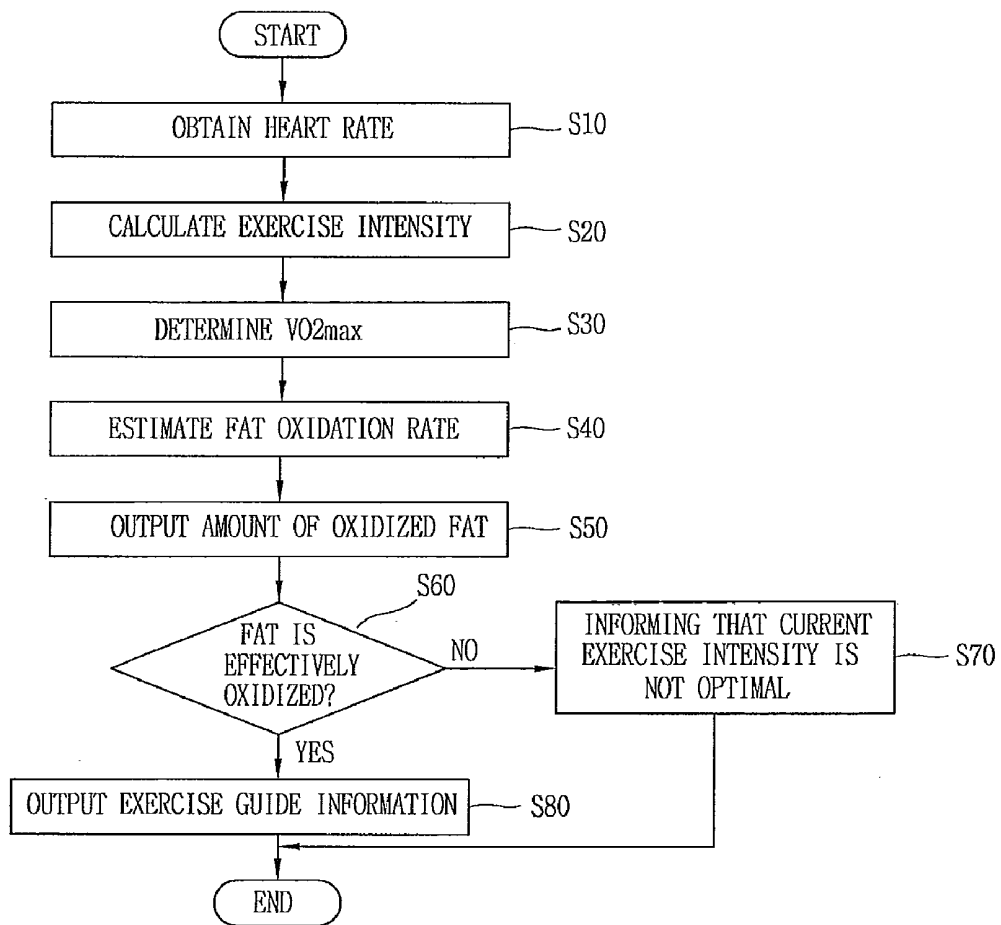 START
OBTAIN HEART RATE
S10
CALCULATE EXERCISE INTENSITY
S20
DETERMINE VO2max
S30
ESTIMATE FAT OXIDATION RATE
S40
OUTPUT AMOUNT OF OXIDIZED FAT
S50
S60
FAT IS
EFFECTIVELY
OXIDIZED?
NO
INFORMING THAT CURRENT
EXERCISE INTENSITY IS
NOT OPTIMAL
S70
YES
OUTPUT EXERCISE GUIDE INFORMATION
S80
END